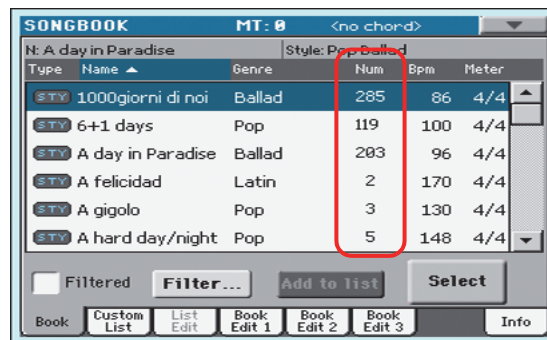 SONGBOOK MT: 0 <no chord>
N: A day in Paradise Style: Pop Ballad
Type Name Genre Num Bpm Meter
STY 1000giorni di noi Ballad 285 86 4/4
STY 6+1 days Pop 119 100 4/4
STY A day in Paradise Ballad 203 96 4/4
STY A felicidad Latin 2 170 4/4
STY A gigolo Pop 3 130 4/4
STY A hard day/night Pop 5 148 4/4
Filtered Filter... Add to list Select
Book Custom List List Edit Book Edit 1 Book Edit 2 Book Edit 3 Info